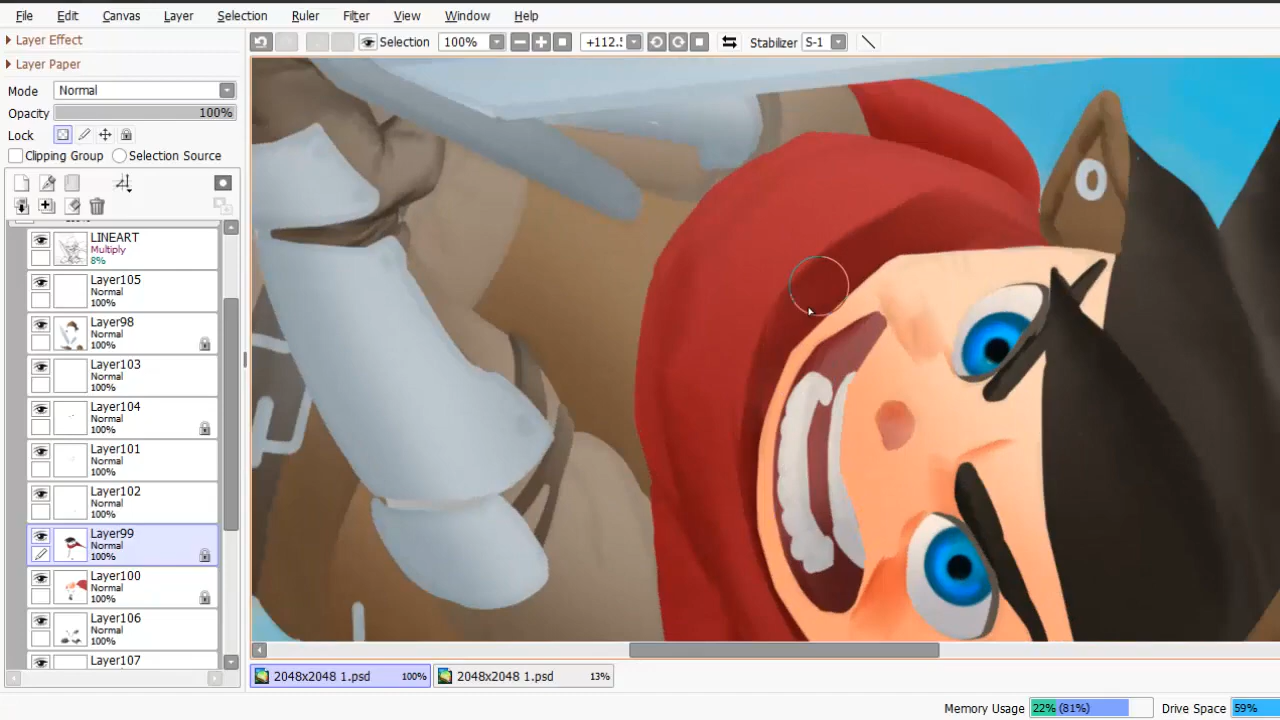 File Edit Canvas Layer Selection Ruler Filter View Window Help
Layer Effect
Selection 100% +112.5 Stabilizer S-1
Layer Paper
Mode Normal
Opacity 100%
Lock
Clipping Group Selection Source
LINEART
Multiply
8%
Layer105
Normal
100%
Layer98
Normal
100%
Layer103
Normal
100%
Layer104
Normal
100%
Layer101
Normal
100%
Layer102
Normal
100%
Layer99
Normal
100%
Layer100
Normal
100%
Layer106
Normal
100%
Layer107
2048x2048 1.psd 100% 2048x2048 1.psd 13%
Memory Usage 22% (81%) Drive Space 59%